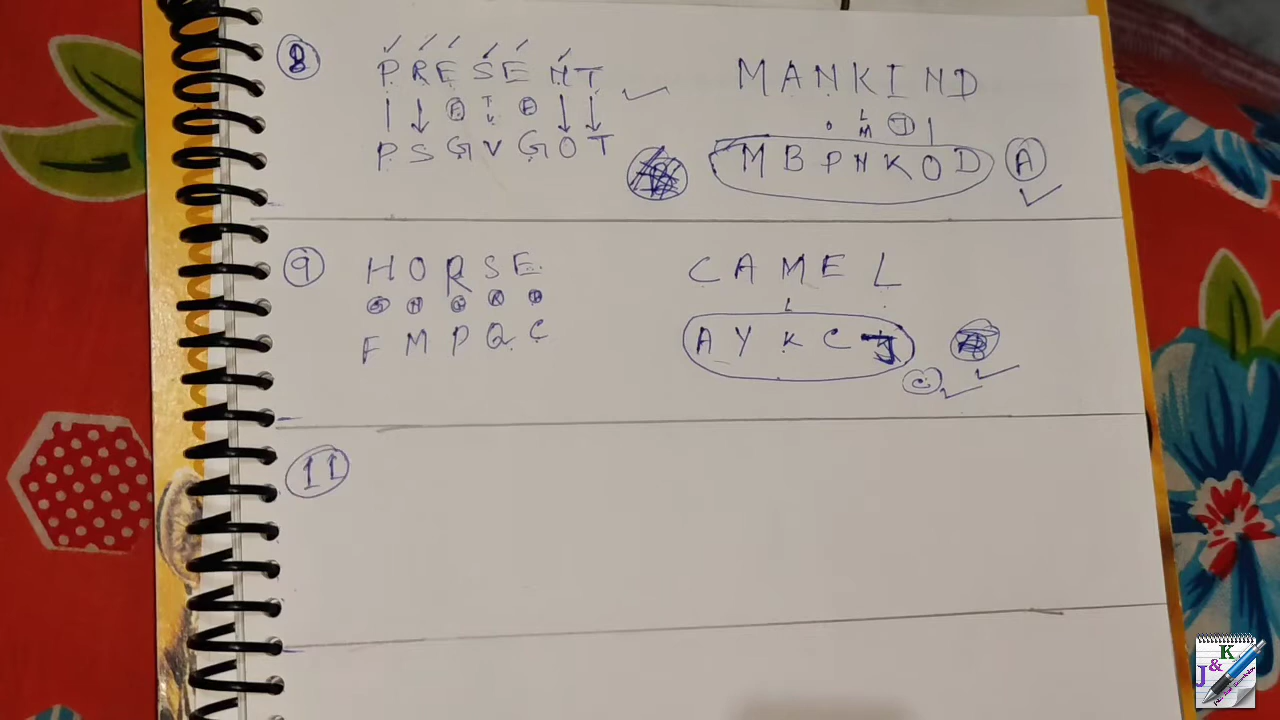 8 PRESENT MANKIND
E T E O L J
V M
PSGVGOT MBPNKOD A
9 HORSE CAMEL
L
FMPQC AYKCJ
C
11
J & K